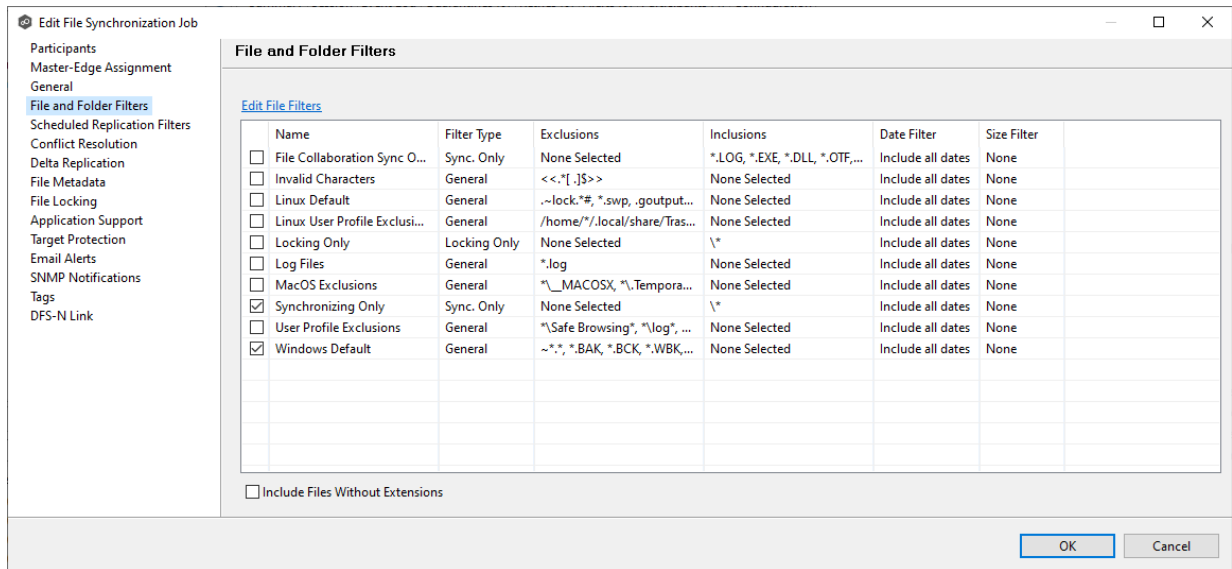 Edit File Synchronization Job
Participants
Master-Edge Assignment
General
File and Folder Filters
Scheduled Replication Filters
Conflict Resolution
Delta Replication
File Metadata
File Locking
Application Support
Target Protection
Email Alerts
SNMP Notifications
Tags
DFS-N Link
File and Folder Filters
Edit File Filters
Name Filter Type Exclusions Inclusions Date Filter Size Filter
File Collaboration Sync O... Sync. Only None Selected *.LOG, *.EXE, *.DLL, *.OTF,... Include all dates None
Invalid Characters General <<.*[ .]$>> None Selected Include all dates None
Linux Default General .~lock.*#, *.swp, .goutput... None Selected Include all dates None
Linux User Profile Exclusi... General /home/*/.local/share/Tras... None Selected Include all dates None
Locking Only Locking Only None Selected \* Include all dates None
Log Files General *.log None Selected Include all dates None
MacOS Exclusions General *\__MACOSX, *\.Tempora... None Selected Include all dates None
Synchronizing Only Sync. Only None Selected \* Include all dates None
User Profile Exclusions General *\Safe Browsing*, *\log*, ... None Selected Include all dates None
Windows Default General ~*.*, *.BAK, *.BCK, *.WBK,... None Selected Include all dates None
Include Files Without Extensions
OK Cancel